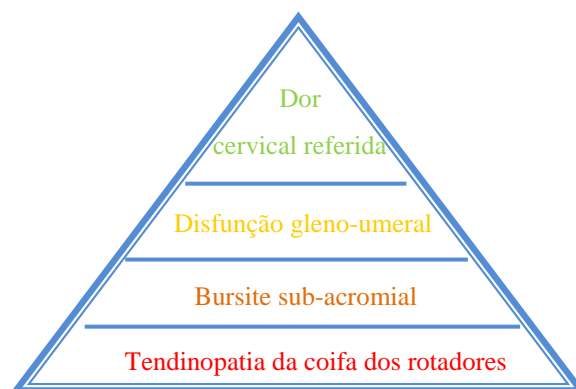 Dor
cervical referida
Disfunção gleno-umeral
Bursite sub-acromial
Tendinopatia da coifa dos rotadores